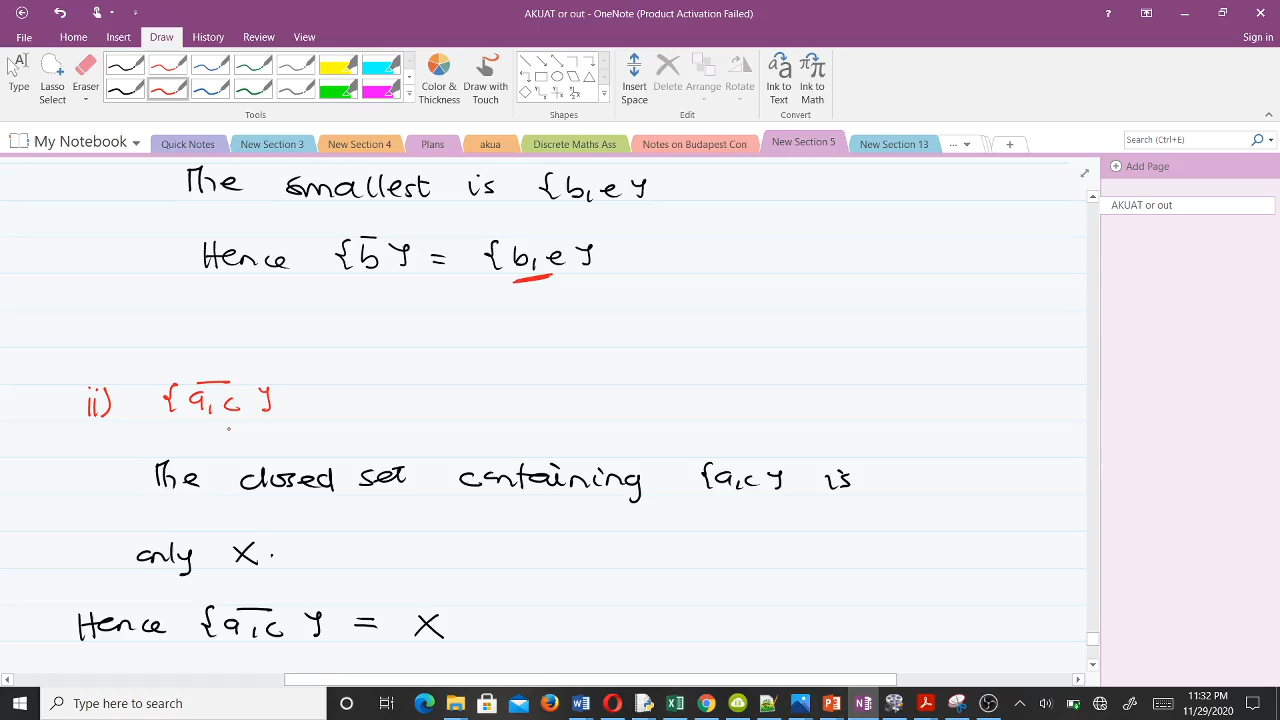 AKUAT or out - OneNote (Product Activation Failed)
File Home Insert Draw History Review View Sign in
Type Lasso Select Eraser Color & Thickness Draw with Touch Insert Space Delete Arrange Rotate Ink to Text Ink to Math
Tools Shapes Edit Convert
My Notebook Quick Notes New Section 3 New Section 4 Plans akua Discrete Maths Ass Notes on Budapest Con New Section 5 New Section 13 ... Search (Ctrl+E)
Add Page
AKUAT or out
The smallest is {b, e}
Hence {b̅} = {b, e}
ii) {a̅,̅ ̅c̅}
The closed set containing {a, c} is
only X.
Hence {a̅,̅ ̅c̅} = X
Type here to search
11:32 PM
11/29/2020